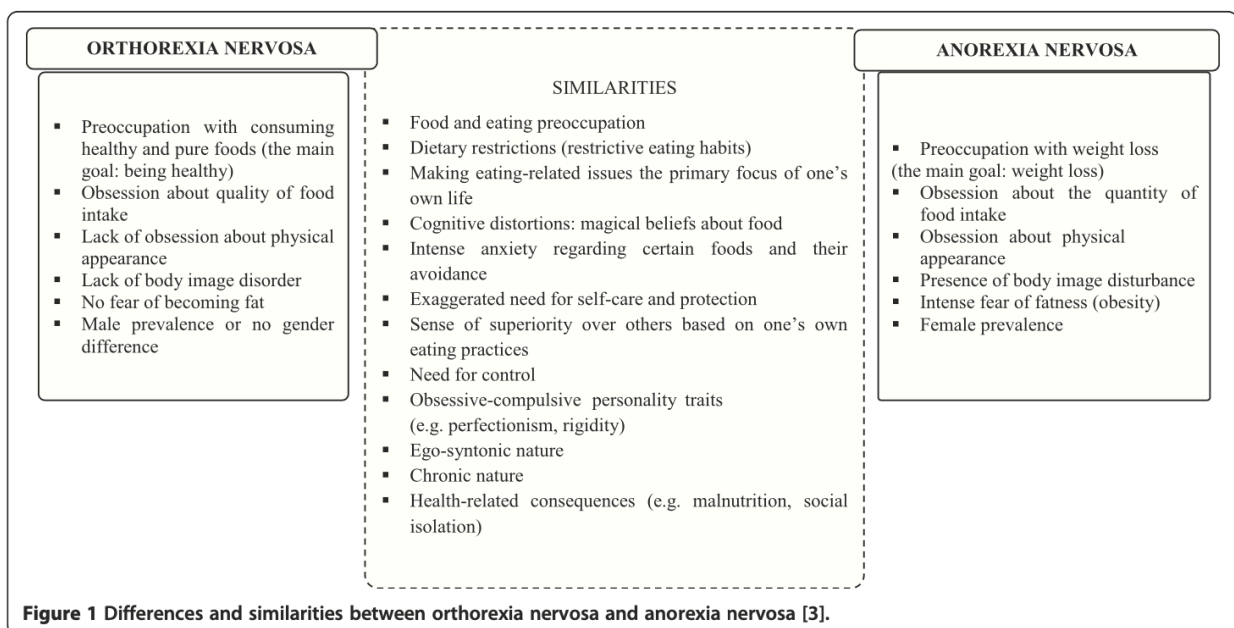 ORTHOREXIA NERVOSA
▪ Preoccupation with consuming
healthy and pure foods (the main
goal: being healthy)
▪ Obsession about quality of food
intake
▪ Lack of obsession about physical
appearance
▪ Lack of body image disorder
▪ No fear of becoming fat
▪ Male prevalence or no gender
difference
SIMILARITIES
▪ Food and eating preoccupation
▪ Dietary restrictions (restrictive eating habits)
▪ Making eating-related issues the primary focus of one’s
own life
▪ Cognitive distortions: magical beliefs about food
▪ Intense anxiety regarding certain foods and their
avoidance
▪ Exaggerated need for self-care and protection
▪ Sense of superiority over others based on one’s own
eating practices
▪ Need for control
▪ Obsessive-compulsive personality traits
(e.g. perfectionism, rigidity)
▪ Ego-syntonic nature
▪ Chronic nature
▪ Health-related consequences (e.g. malnutrition, social
isolation)
ANOREXIA NERVOSA
▪ Preoccupation with weight loss
(the main goal: weight loss)
▪ Obsession about the quantity of
food intake
▪ Obsession about physical
appearance
▪ Presence of body image disturbance
▪ Intense fear of fatness (obesity)
▪ Female prevalence
Figure 1 Differences and similarities between orthorexia nervosa and anorexia nervosa [3].